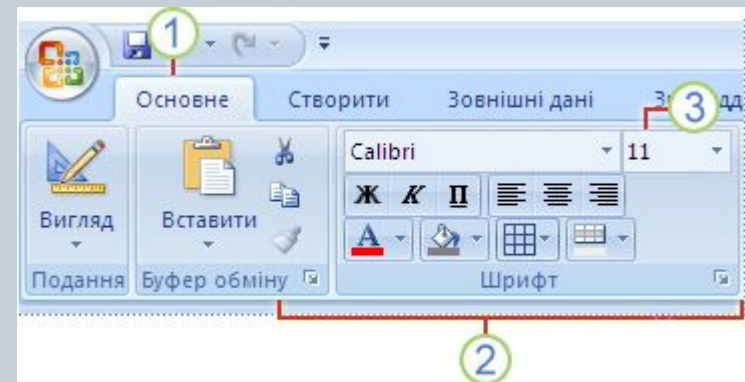 1
Основне Створити Зовнішні дані
3
Calibri 11
Ж К П
Вигляд Вставити
А
Подання Буфер обміну Шрифт
2